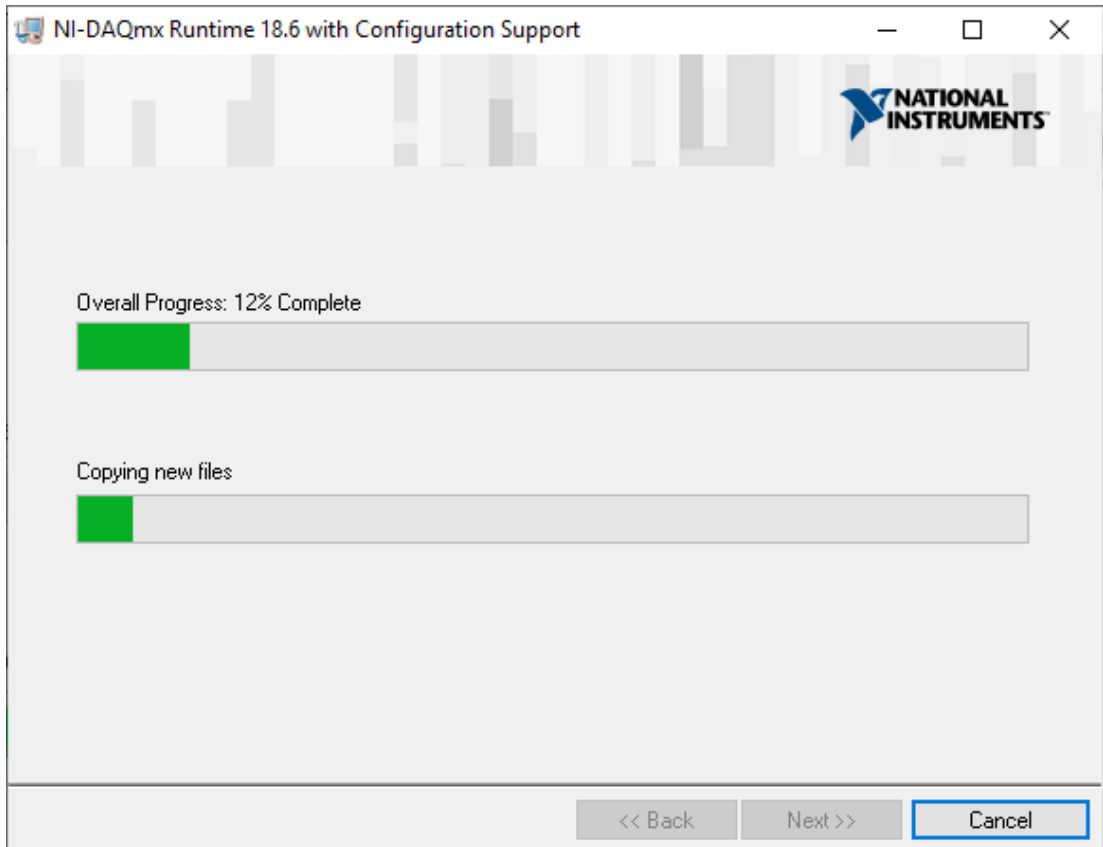 NI-DAQmx Runtime 18.6 with Configuration Support
NATIONAL
INSTRUMENTS™
Overall Progress: 12% Complete
Copying new files
<< Back
Next >>
Cancel